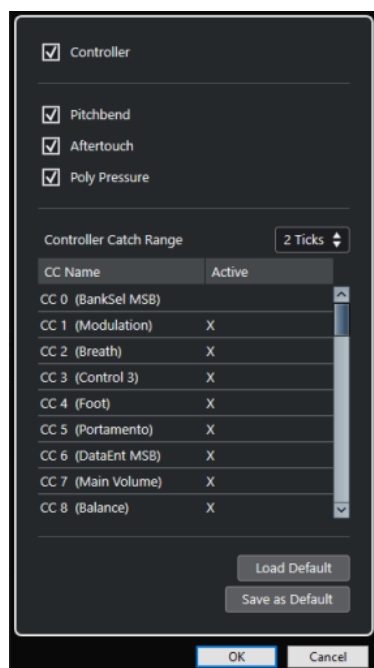 Controller
Pitchbend
Aftertouch
Poly Pressure
Controller Catch Range 2 Ticks
CC Name Active
CC 0 (BankSel MSB)
CC 1 (Modulation) X
CC 2 (Breath) X
CC 3 (Control 3) X
CC 4 (Foot) X
CC 5 (Portamento) X
CC 6 (DataEnt MSB) X
CC 7 (Main Volume) X
CC 8 (Balance) X
Load Default
Save as Default
OK Cancel